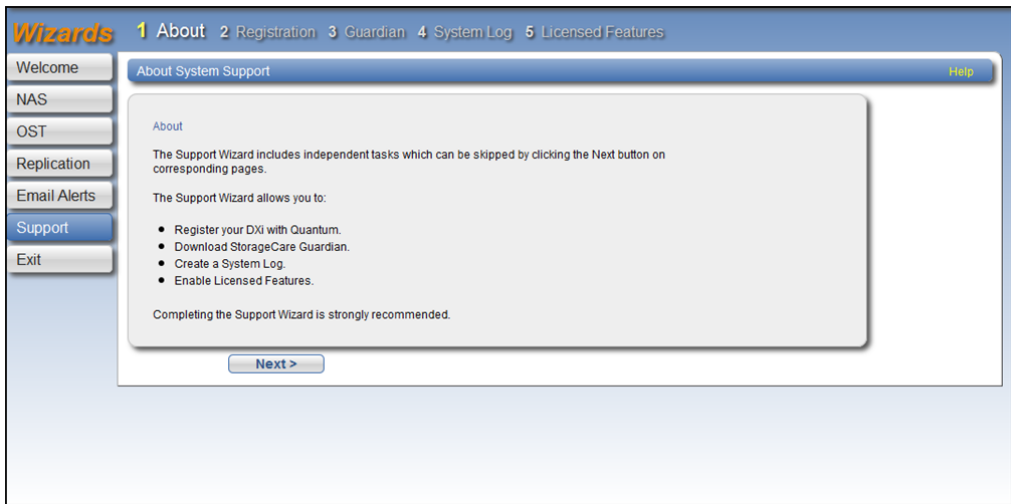 Wizards
1 About 2 Registration 3 Guardian 4 System Log 5 Licensed Features
Welcome
NAS
OST
Replication
Email Alerts
Support
Exit
About System Support
Help
About
The Support Wizard includes independent tasks which can be skipped by clicking the Next button on
corresponding pages.
The Support Wizard allows you to:
• Register your DXi with Quantum.
• Download StorageCare Guardian.
• Create a System Log.
• Enable Licensed Features.
Completing the Support Wizard is strongly recommended.
Next >